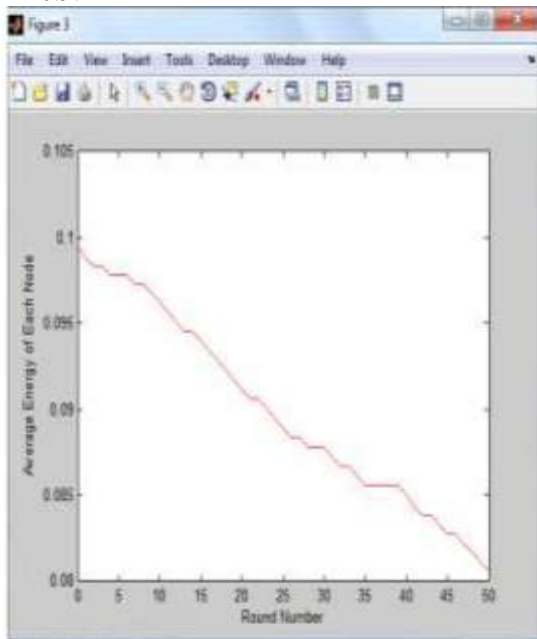 Figure 3
File Edit View Insert Tools Desktop Window Help
0.105
0.1
0.095
0.09
0.085
0.08
Average Energy of Each Node
0 5 10 15 20 25 30 35 40 45 50
Round Number